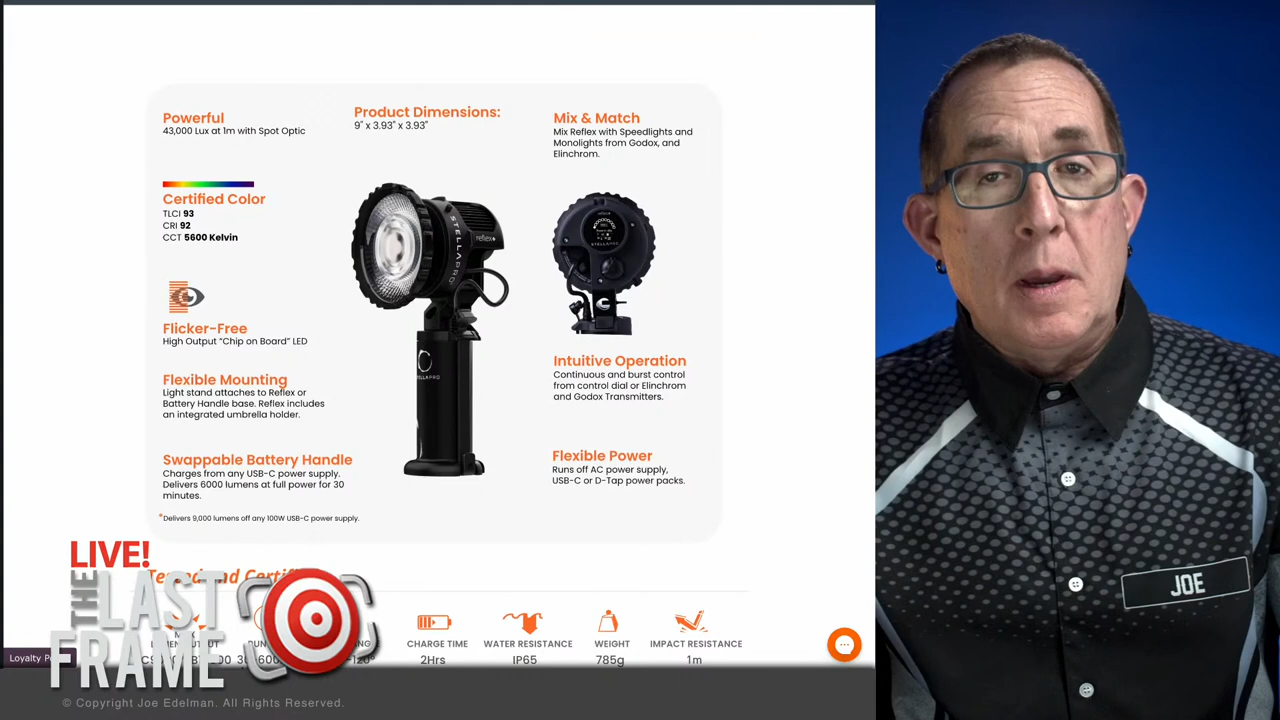 Powerful
43,000 Lux at 1m with Spot Optic
Certified Color
TLCI 93
CRI 92
CCT 5600 Kelvin
Flicker-Free
High Output “Chip on Board” LED
Flexible Mounting
Light stand attaches to Reflex or
Battery Handle base. Reflex includes
an integrated umbrella holder.
Swappable Battery Handle
Charges from any USB-C power supply.
Delivers 6000 lumens at full power for 30
minutes.
*Delivers 9,000 lumens off any 100W USB-C power supply.
Product Dimensions:
9" x 3.93" x 3.93"
STELLAPRO
reflex+
Mix & Match
Mix Reflex with Speedlights and
Monolights from Godox, and
Elinchrom.
Intuitive Operation
Continuous and burst control
from control dial or Elinchrom
and Godox Transmitters.
Flexible Power
Runs off AC power supply,
USB-C or D-Tap power packs.
CHARGE TIME
2Hrs
WATER RESISTANCE
IP65
WEIGHT
785g
IMPACT RESISTANCE
1m
LIVE!
THE LAST
FRAME
© Copyright Joe Edelman. All Rights Reserved.
JOE